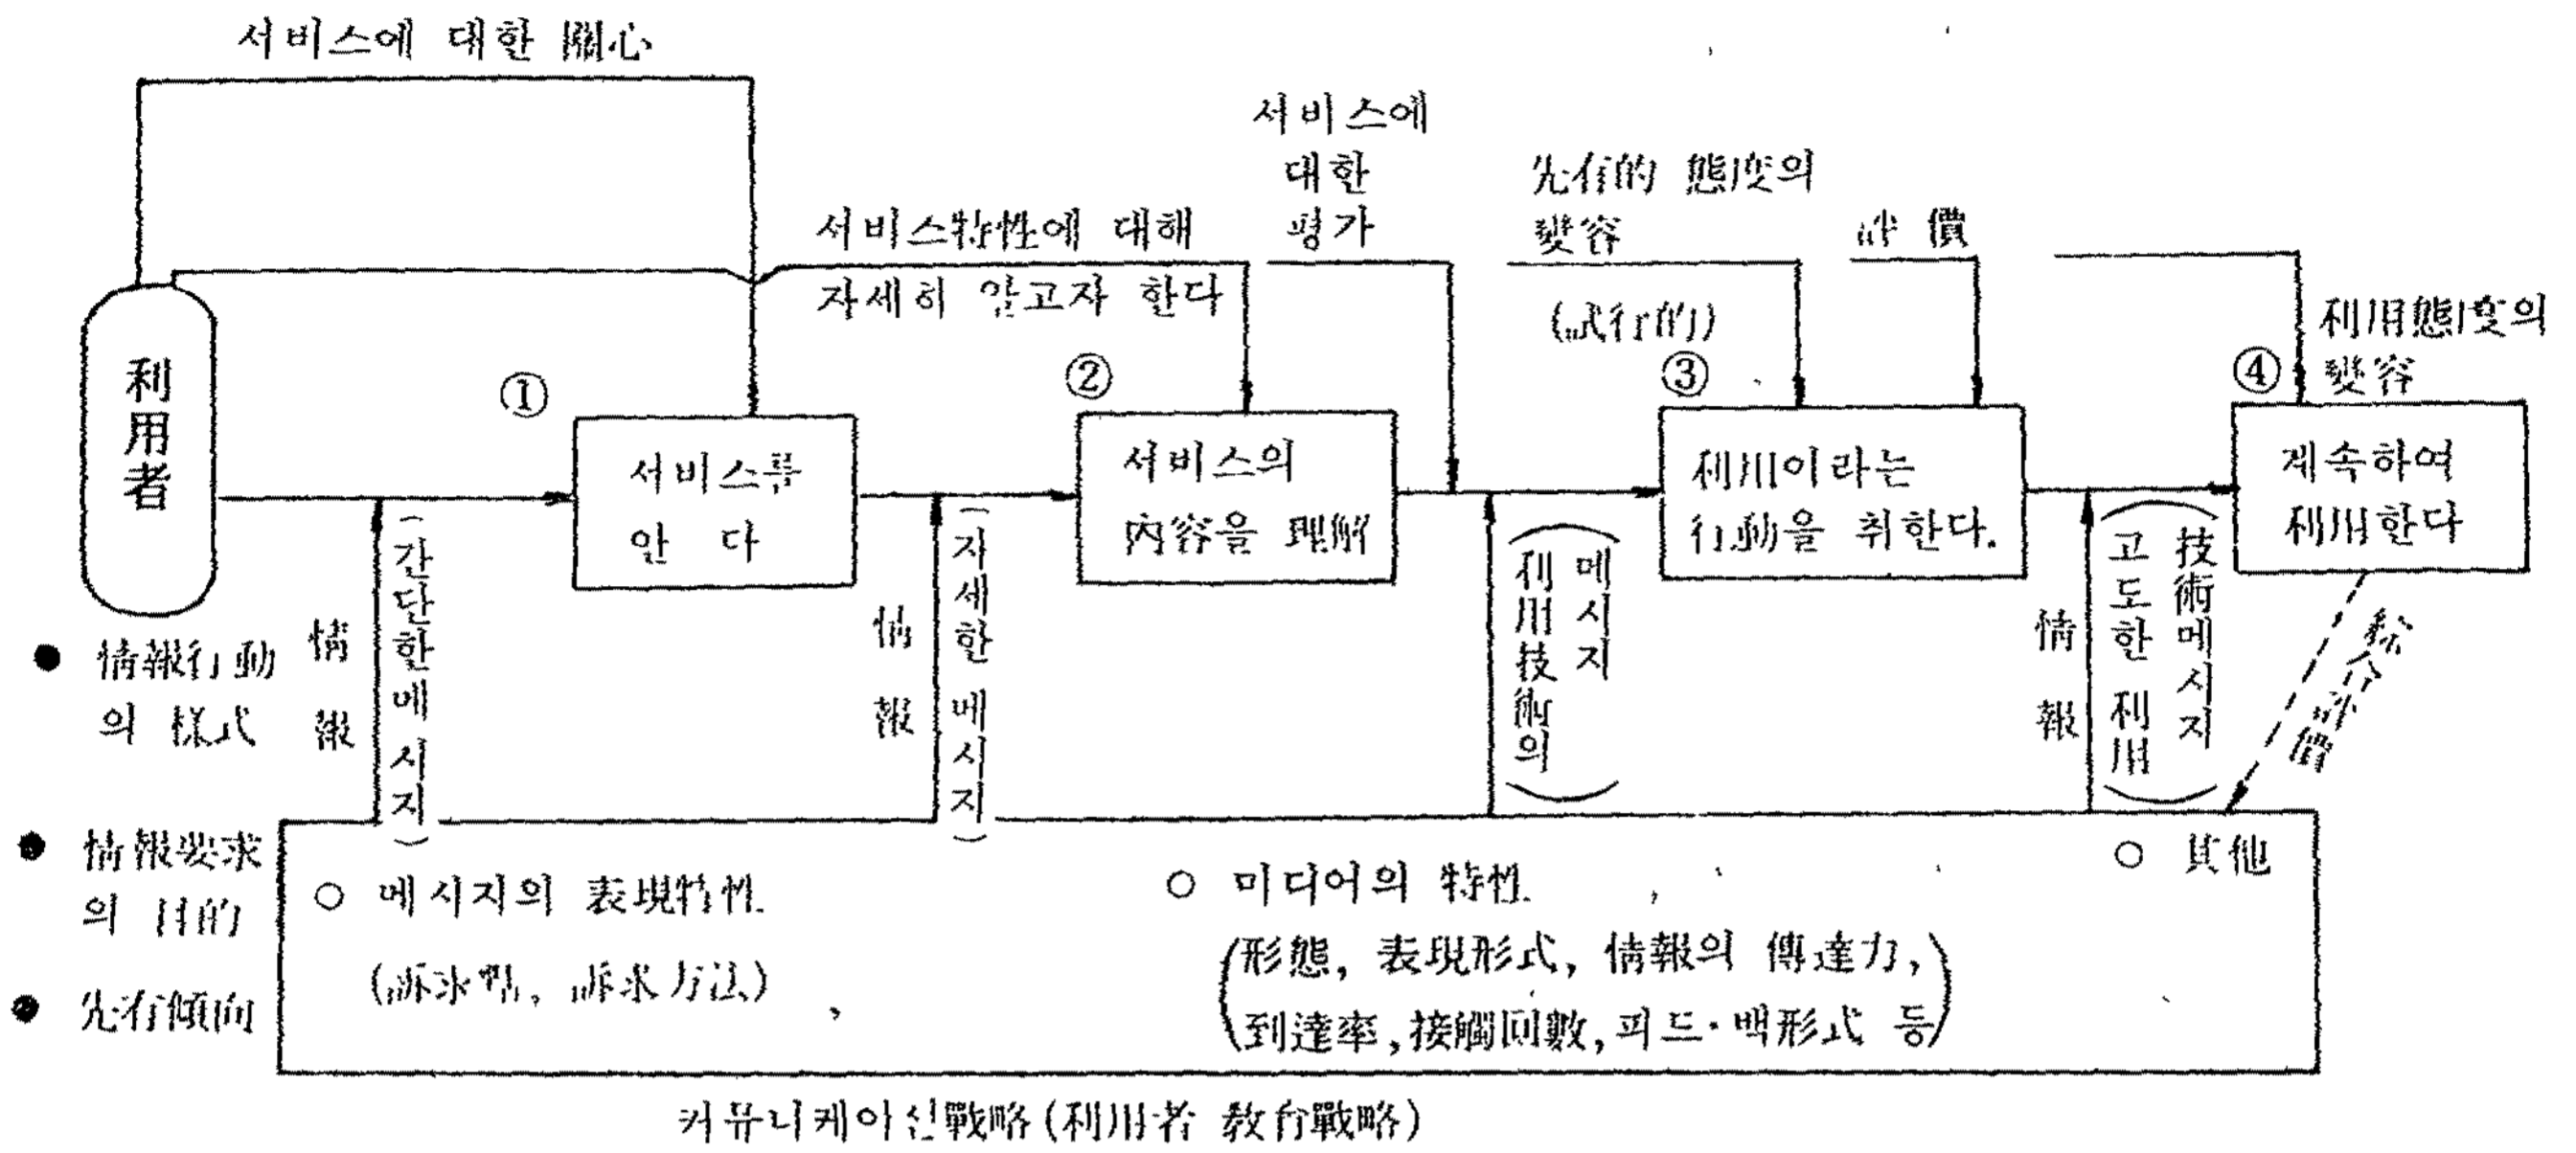 서비스에 대한 關心
서비스에
대한
평가
先有的 態度의
變容
(試行的)
評 價
서비스特性에 대해
자세히 알고자 한다
利用態度의
變容
利用者
①
서비스를
안 다
②
서비스의
內容을 理解
③
利用이라는
行動을 취한다.
④
계속하여
利用한다
情報
(간단한 메시지)
情報
(자세한 메시지)
(利用技術의
메시지)
情報
(고도한 利用
技術메시지)
綜合評價
● 情報行動
의 樣式
● 情報要求
의 目的
● 先有傾向
○ 메시지의 表現特性
(訴求點, 訴求方法)
○ 미디어의 特性
(形態, 表現形式, 情報의 傳達力,
到達率, 接觸回數, 피드·백形式 등)
○ 其他
커뮤니케아션戰略(利用者 敎育戰略)